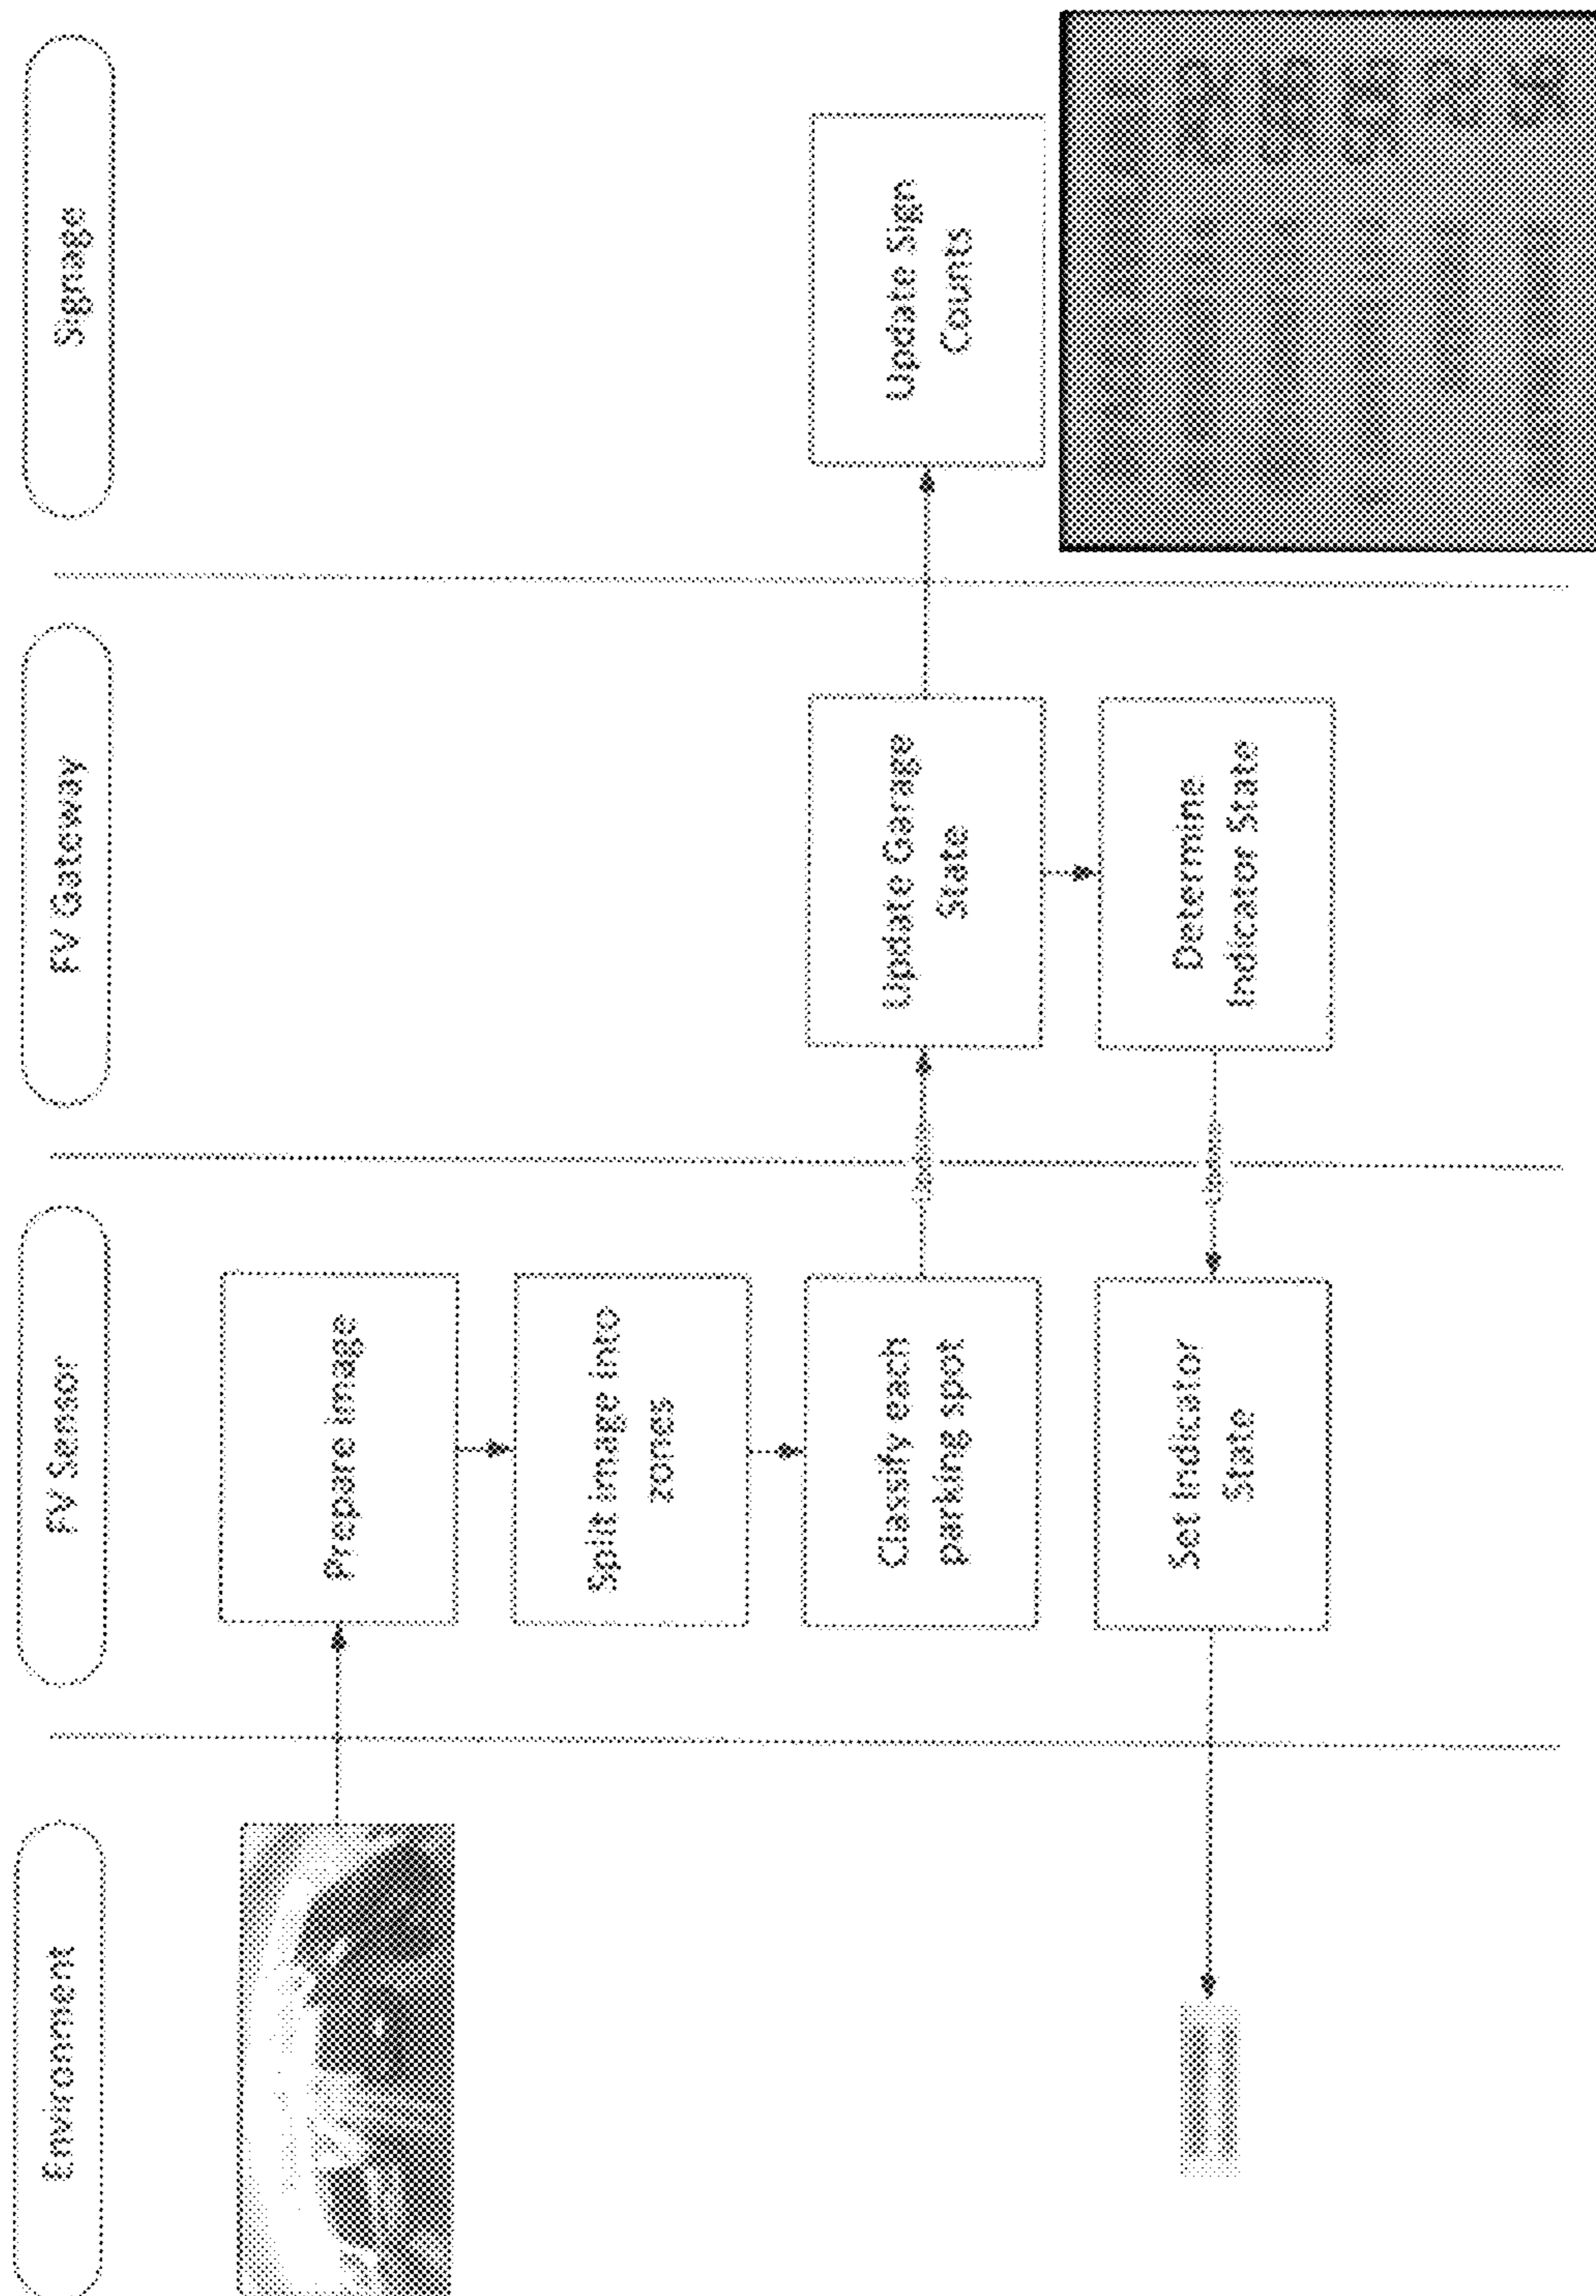 Environment
FV Sensor
FV Gateway
Signage
Prepare image
Split image into
zones
Classify each
parking spot
Update Garage
State
Update Sign
Counts
Set Indicator
State
Determine
Indicator State